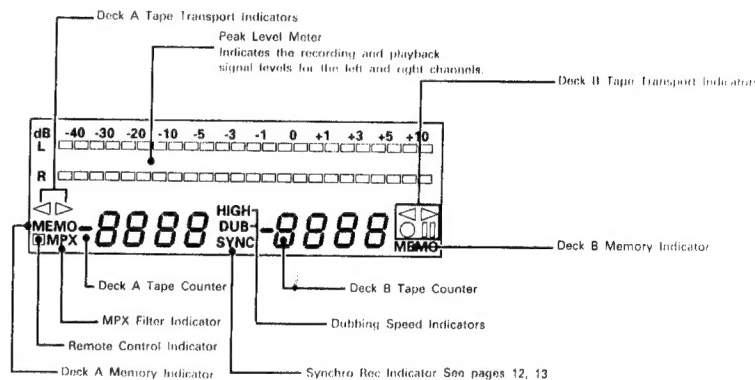 Deck A Tape Transport Indicators
Peak Level Meter
Indicates the recording and playback
signal levels for the left and right channels.
Deck B Tape Transport Indicators
dB -40 -30 -20 -10 -5 -3 -1 0 +1 +3 +5 +10
L
R
HIGH
MEMO -8888 DUB -8888
MPX SYNC MEMO
Deck B Memory Indicator
Deck A Tape Counter
Deck B Tape Counter
MPX Filter Indicator
Dubbing Speed Indicators
Remote Control Indicator
Deck A Memory Indicator
Synchro Rec Indicator See pages 12, 13